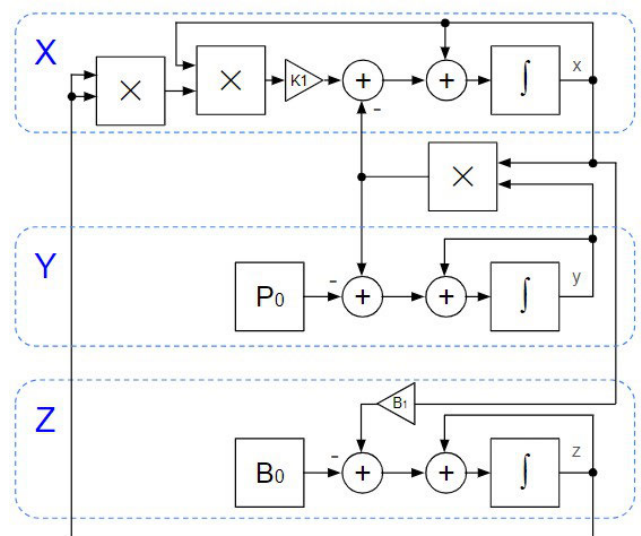 X
×
×
K1
+
-
+
∫
x
×
Y
P0
-
+
+
∫
y
B1
Z
B0
-
+
+
∫
z